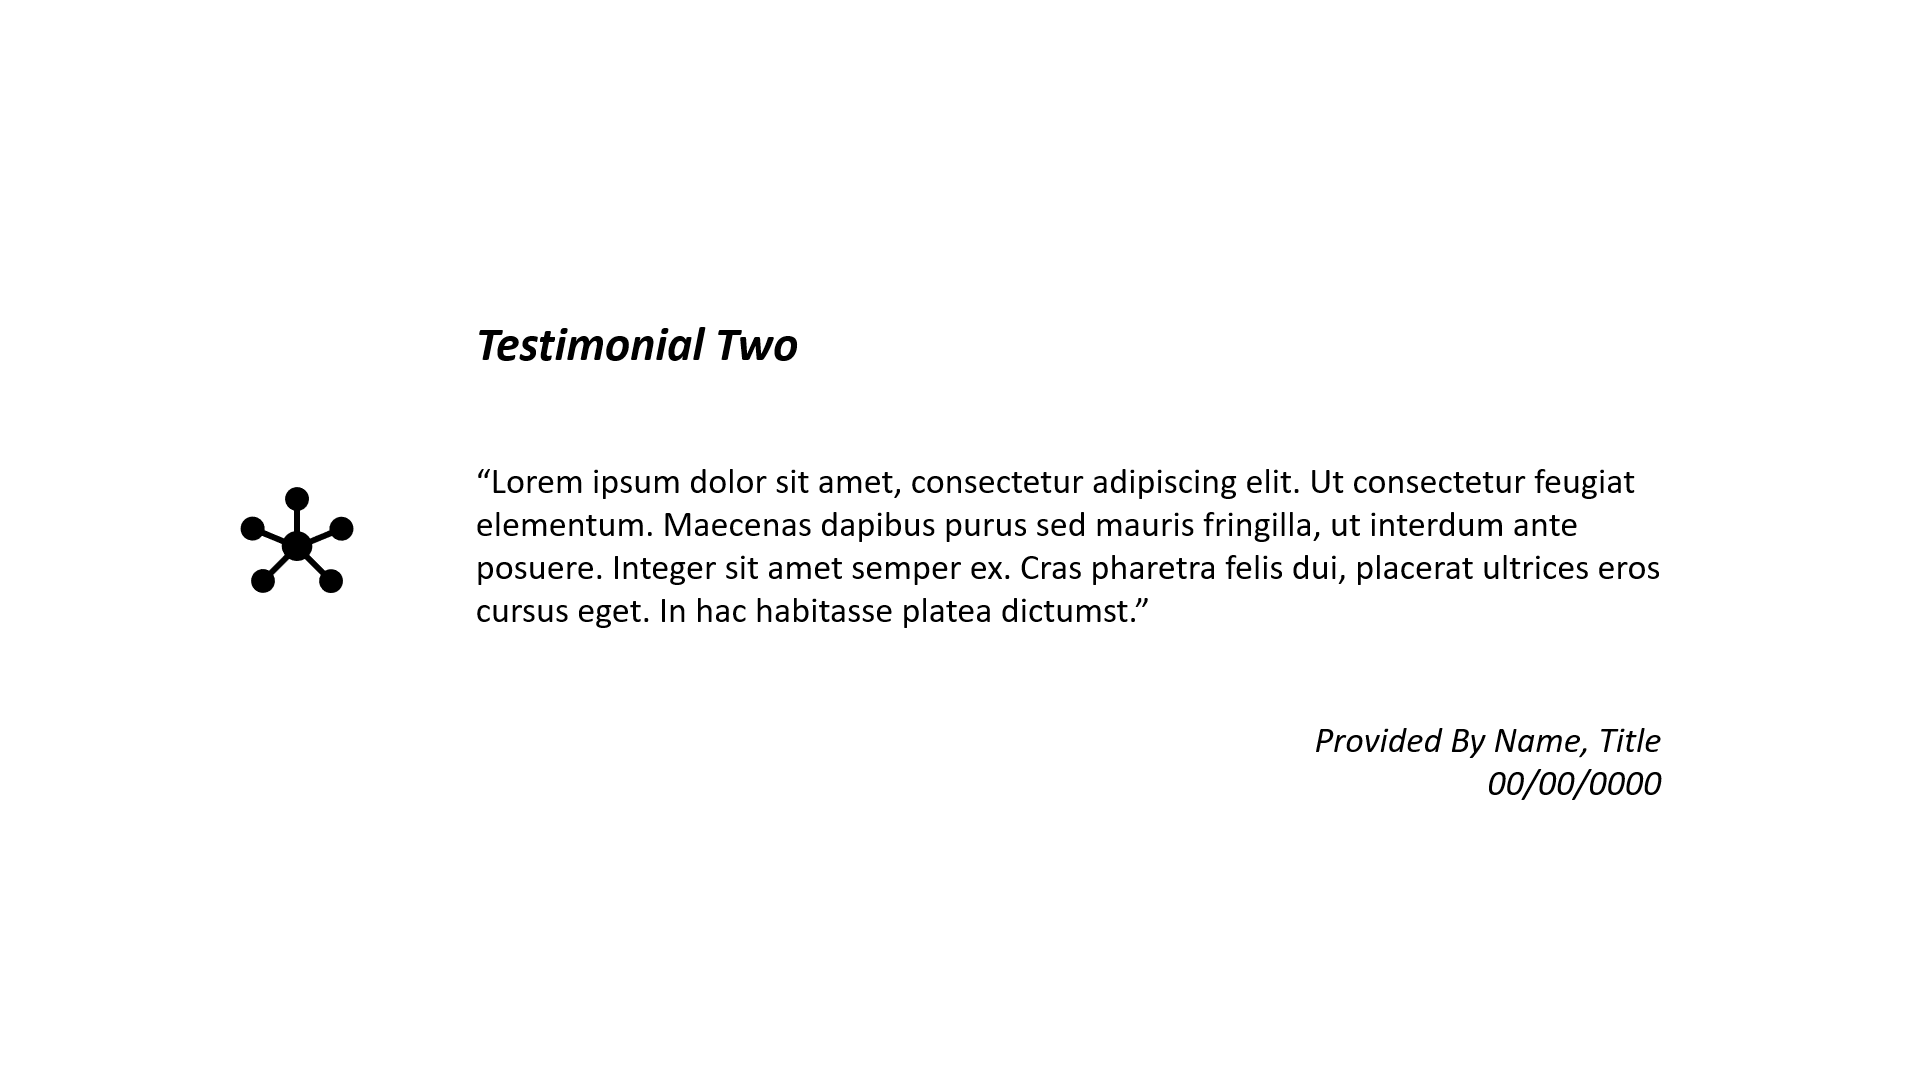 Testimonial Two
“Lorem ipsum dolor sit amet, consectetur adipiscing elit. Ut consectetur feugiat
elementum. Maecenas dapibus purus sed mauris fringilla, ut interdum ante
posuere. Integer sit amet semper ex. Cras pharetra felis dui, placerat ultrices eros
cursus eget. In hac habitasse platea dictumst.”
Provided By Name, Title
00/00/0000